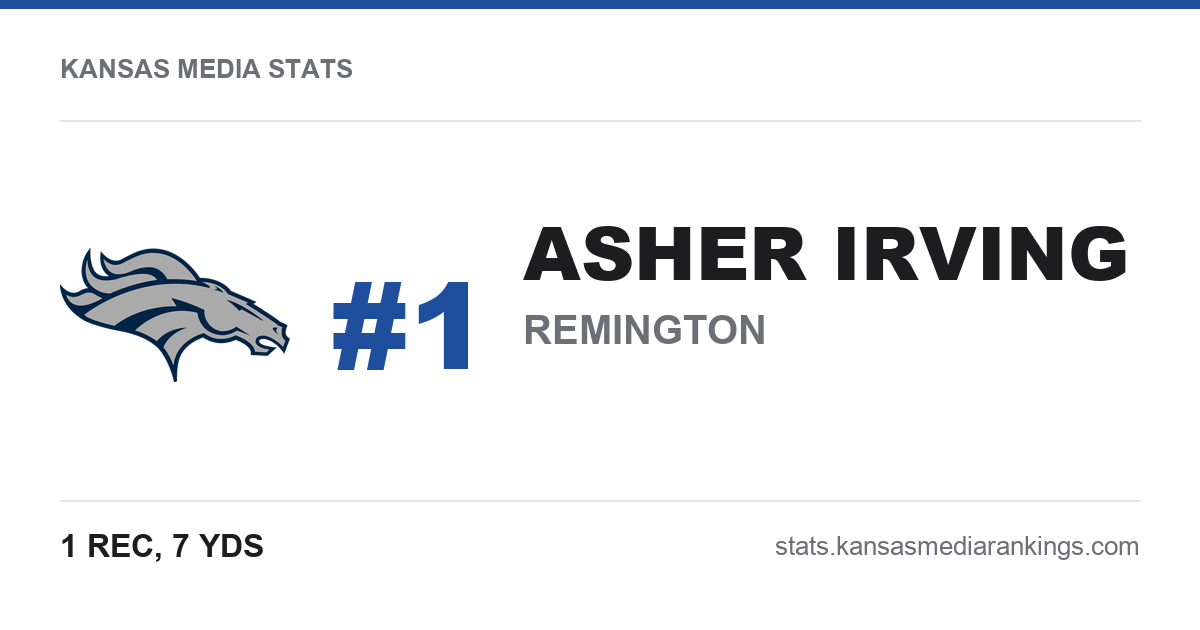 KANSAS MEDIA STATS
#1
ASHER IRVING
REMINGTON
1 REC, 7 YDS
stats.kansasmediarankings.com